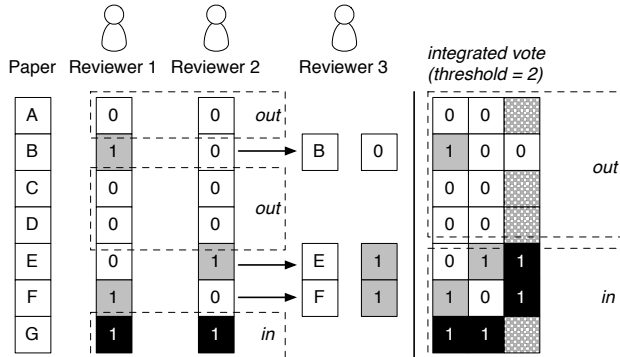 integrated vote
Paper Reviewer 1 Reviewer 2 Reviewer 3 (threshold = 2)
A 0 0 out 0 0
B 1 0 B 0 1 0 0
C 0 0 0 0
out out
D 0 0 0 0
E 0 1 E 1 0 1 1
F 1 0 F 1 1 0 1 in
G 1 1 in 1 1